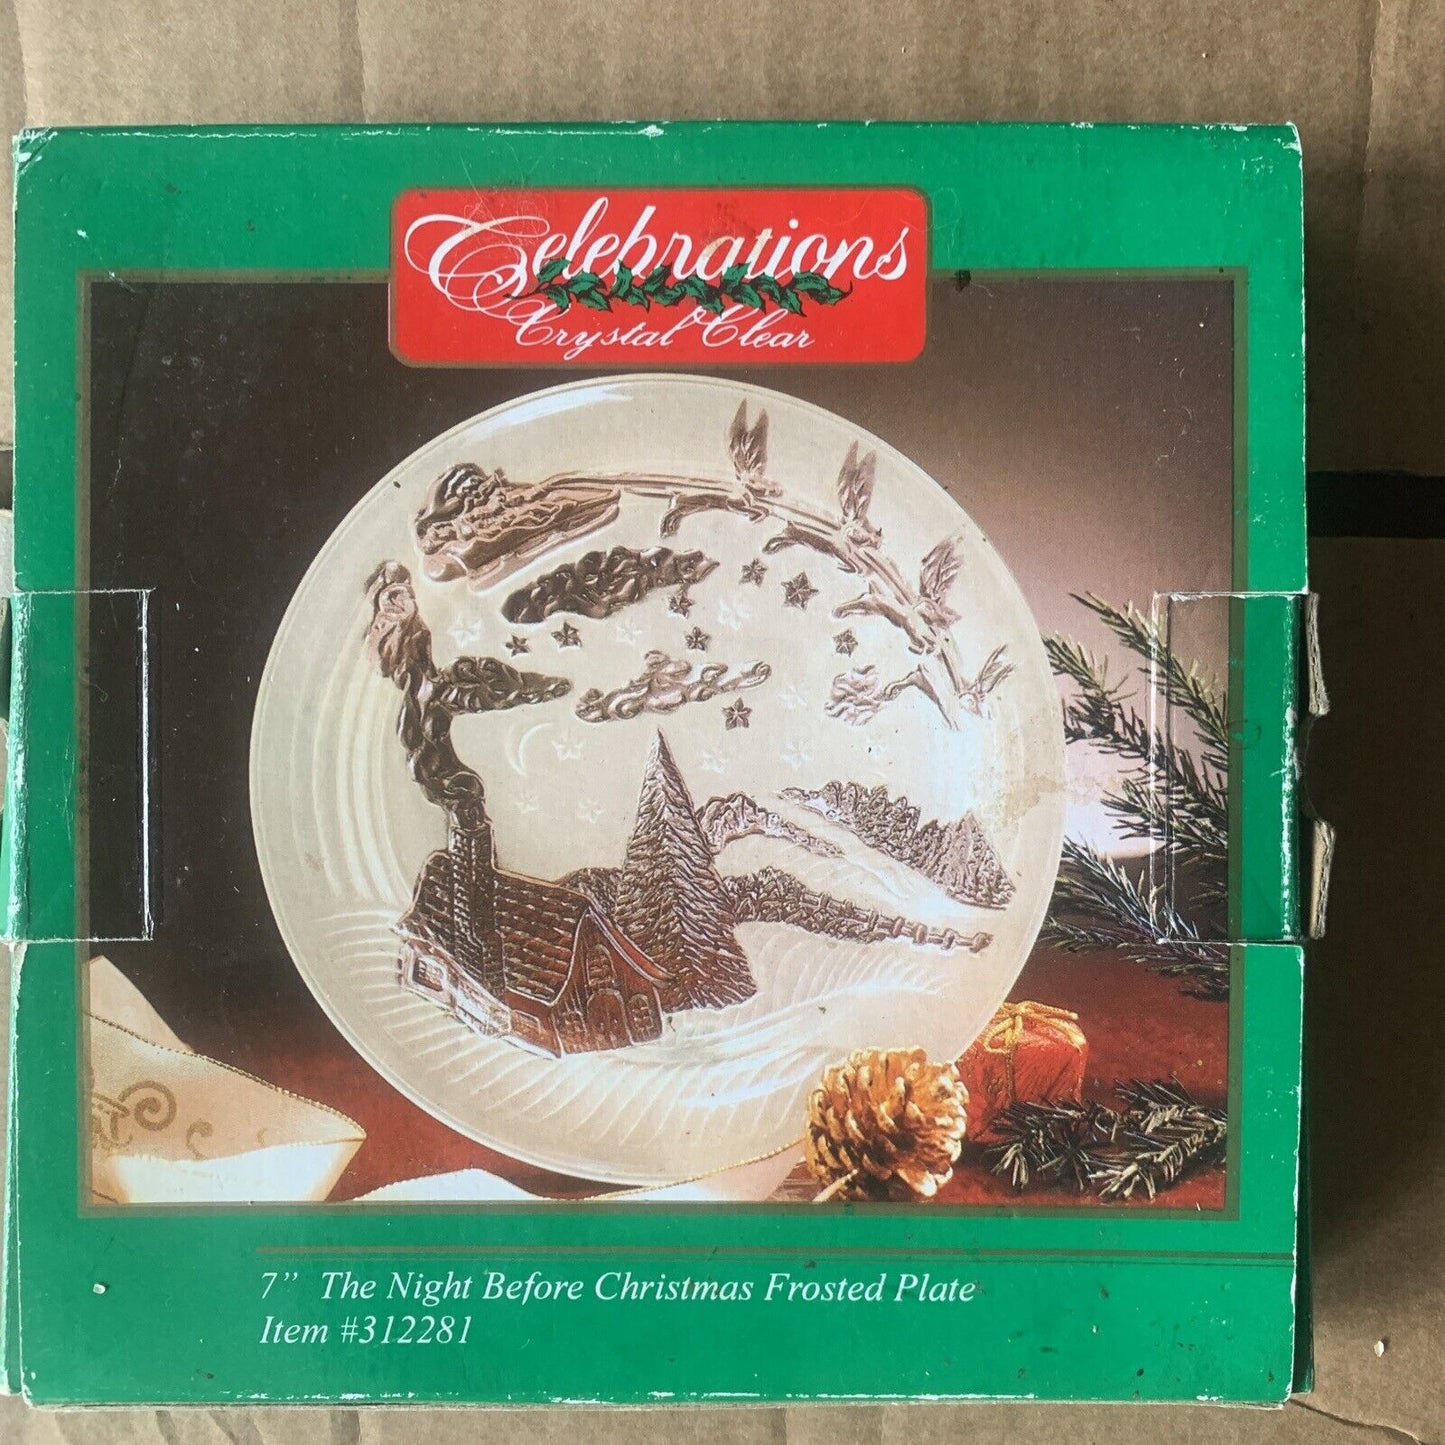 Celebrations
Crystal Clear
7” The Night Before Christmas Frosted Plate
Item #312281